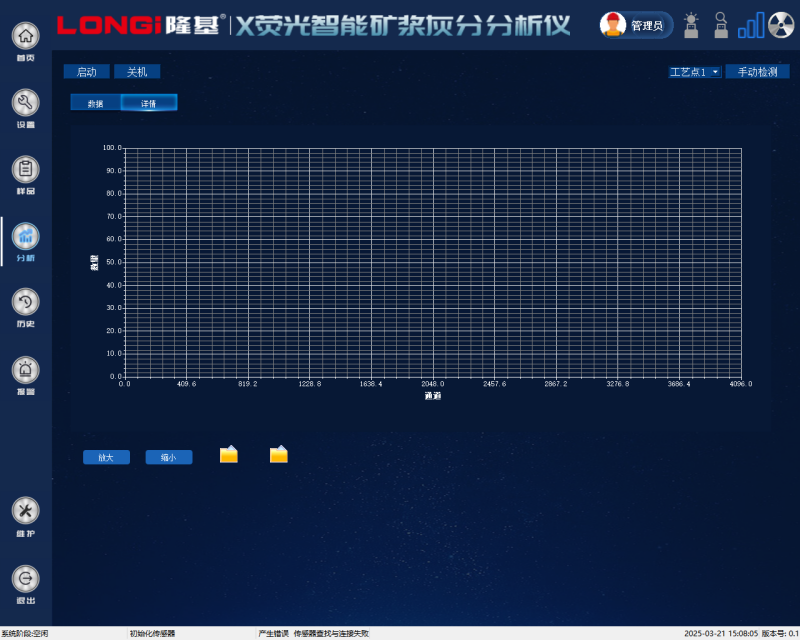 LONGi隆基® X荧光智能矿浆灰分分析仪
管理员
首页
设置
样品
分析
历史
报警
维护
退出
启动 关机 工艺点1 手动检测
数据 详情
100.0
90.0
80.0
70.0
60.0
50.0
40.0
30.0
20.0
10.0
0.0
数量
0.0 409.6 819.2 1228.8 1638.4 2048.0 2457.6 2867.2 3276.8 3686.4 4096.0
通道
放大 缩小
系统阶段:空闲 初始化传感器 产生错误 传感器查找与连接失败 2025-03-21 15:08:05 版本号: 0.1